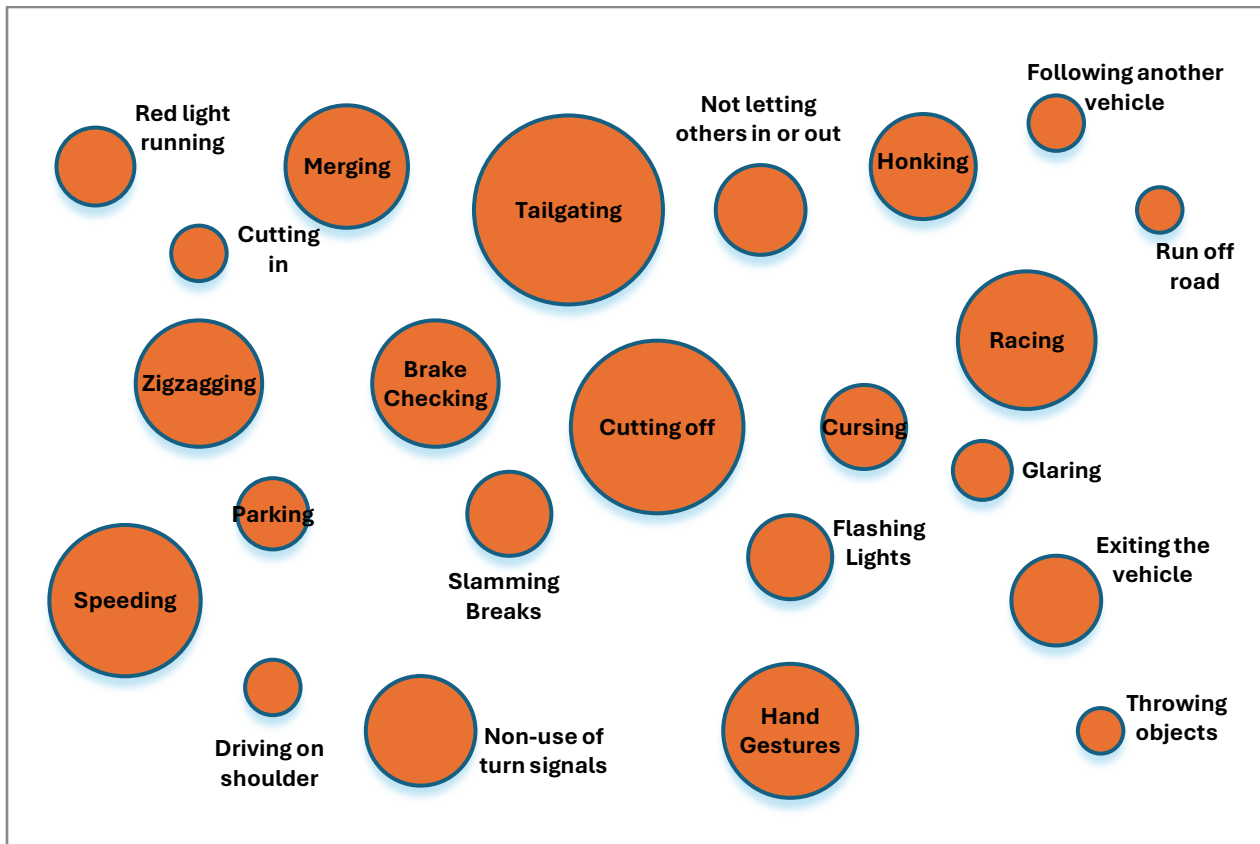 Following another
vehicle
Red light
running
Not letting
others in or out
Merging
Honking
Tailgating
Cutting
in
Run off
road
Racing
Zigzagging
Brake
Checking
Cutting off
Cursing
Glaring
Parking
Flashing
Lights
Slamming
Breaks
Exiting the
vehicle
Speeding
Throwing
objects
Hand
Gestures
Non-use of
turn signals
Driving on
shoulder